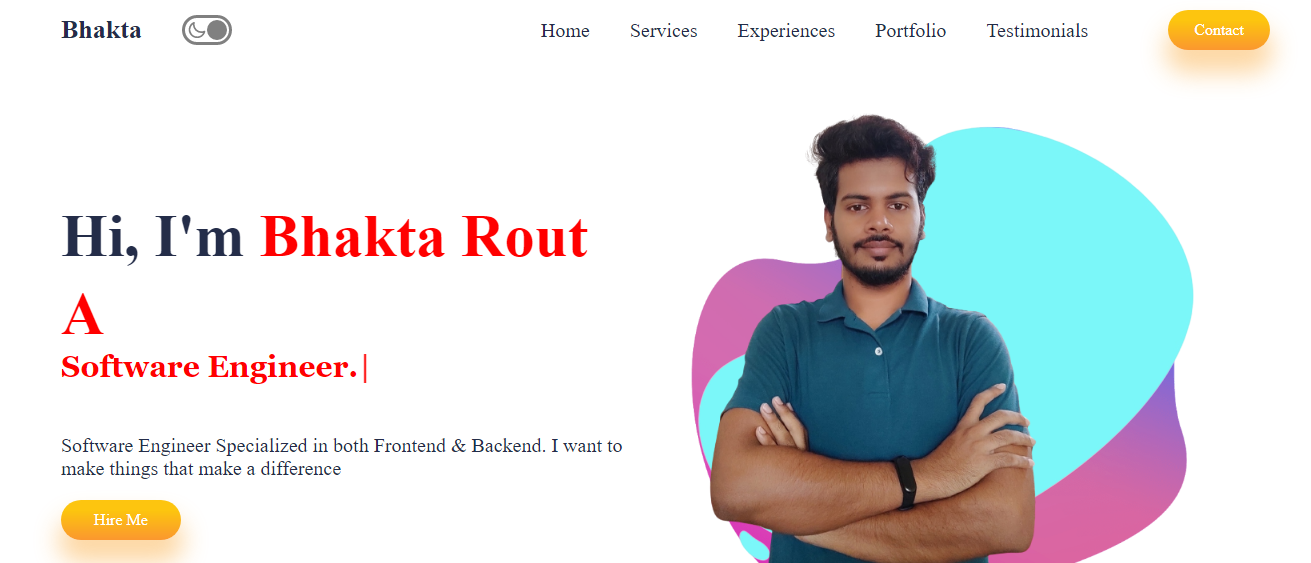 Bhakta
Home Services Experiences Portfolio Testimonials Contact
Hi, I'm Bhakta Rout
A
Software Engineer.|
Software Engineer Specialized in both Frontend & Backend. I want to
make things that make a difference
Hire Me